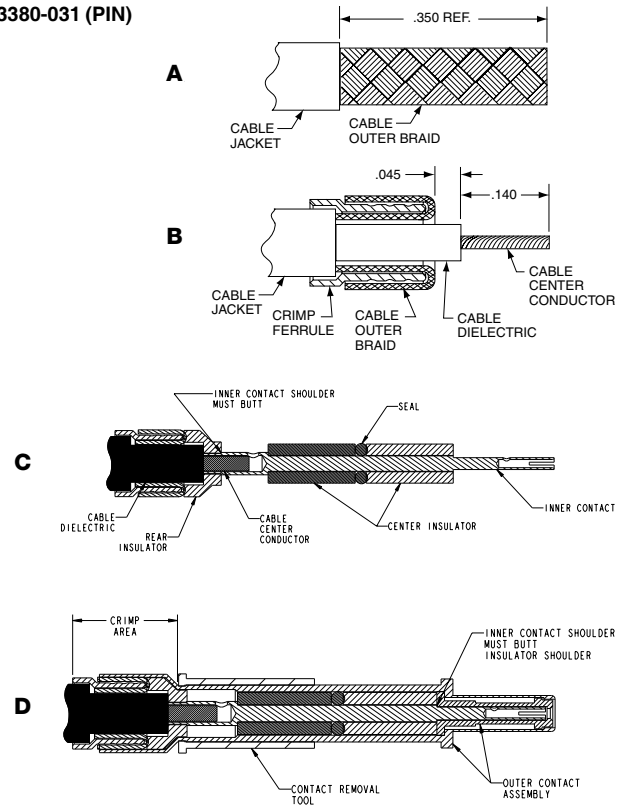 3380-031 (PIN)
.350 REF.
A
CABLE
JACKET
CABLE
OUTER BRAID
.045
.140
B
CABLE
JACKET
CRIMP
FERRULE
CABLE
OUTER
BRAID
CABLE
DIELECTRIC
CABLE
CENTER
CONDUCTOR
INNER CONTACT SHOULDER
MUST BUTT
SEAL
C
CABLE
DIELECTRIC
REAR
INSULATOR
CABLE
CENTER
CONDUCTOR
CENTER INSULATOR
INNER CONTACT
CRIMP
AREA
INNER CONTACT SHOULDER
MUST BUTT
INSULATOR SHOULDER
D
CONTACT REMOVAL
TOOL
OUTER CONTACT
ASSEMBLY